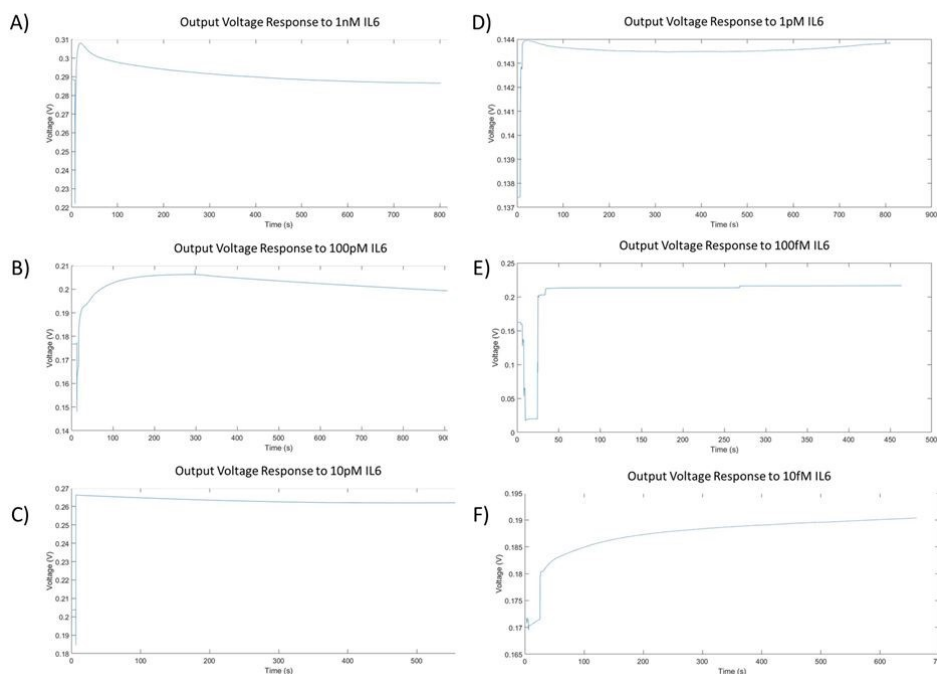 A)
Output Voltage Response to 1nM IL6
0.31
0.3
0.29
0.28
0.27
0.26
0.25
0.24
0.23
0.22
Voltage (V)
0 100 200 300 400 500 600 700 800
Time (s)
B)
Output Voltage Response to 100pM IL6
0.21
0.2
0.19
0.18
0.17
0.16
0.15
0.14
Voltage (V)
0 100 200 300 400 500 600 700 800 900
Time (s)
C)
Output Voltage Response to 10pM IL6
0.27
0.26
0.25
0.24
0.23
0.22
0.21
0.2
0.19
0.18
Voltage (V)
0 100 200 300 400 500
Time (s)
D)
Output Voltage Response to 1pM IL6
0.144
0.143
0.142
0.141
0.14
0.139
0.138
0.137
Voltage (V)
0 100 200 300 400 500 600 700 800 900
Time (s)
E)
Output Voltage Response to 100fM IL6
0.25
0.2
0.15
0.1
0.05
0
Voltage (V)
0 50 100 150 200 250 300 350 400 450 500
Time (s)
F)
Output Voltage Response to 10fM IL6
0.195
0.19
0.185
0.18
0.175
0.17
0.165
Voltage (V)
0 100 200 300 400 500 600
Time (s)